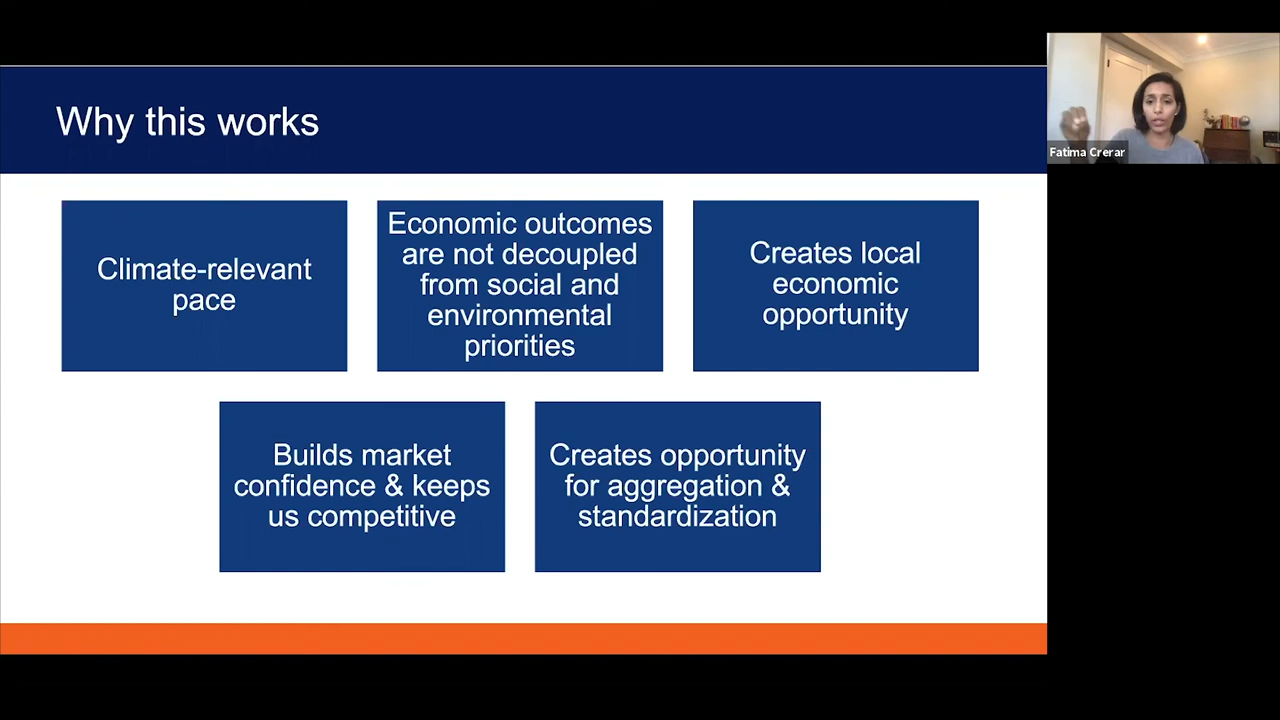 Why this works
Climate-relevant
pace
Economic outcomes
are not decoupled
from social and
environmental
priorities
Creates local
economic
opportunity
Builds market
confidence & keeps
us competitive
Creates opportunity
for aggregation &
standardization
Fatima Crerar